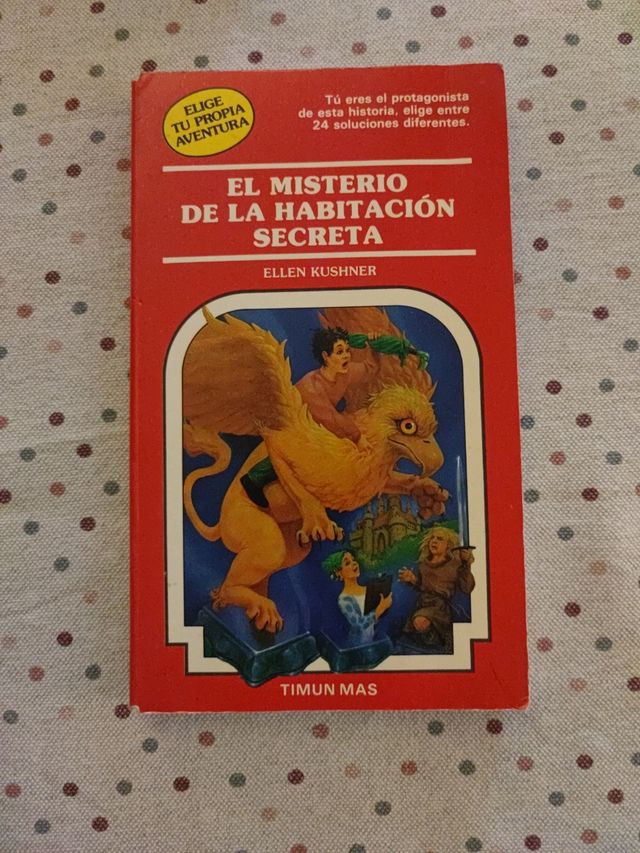 ELIGE
TU PROPIA
AVENTURA
Tú eres el protagonista
de esta historia, elige entre
24 soluciones diferentes.
EL MISTERIO
DE LA HABITACIÓN
SECRETA
ELLEN KUSHNER
TIMUN MAS